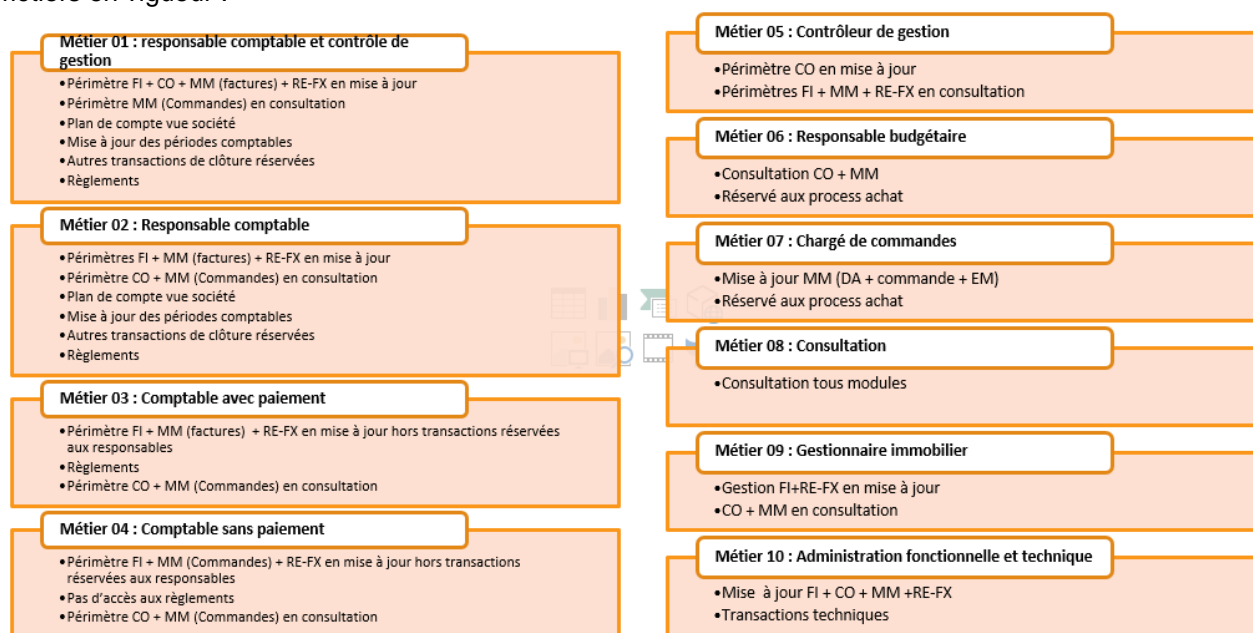 Métier 01 : responsable comptable et contrôle de
gestion
•Périmètre FI + CO + MM (factures) + RE-FX en mise à jour
•Périmètre MM (Commandes) en consultation
•Plan de compte vue société
•Mise à jour des périodes comptables
•Autres transactions de clôture réservées
•Règlements
Métier 02 : Responsable comptable
•Périmètres FI + MM (factures) + RE-FX en mise à jour
•Périmètre CO + MM (Commandes) en consultation
•Plan de compte vue société
•Mise à jour des périodes comptables
•Autres transactions de clôture réservées
•Règlements
Métier 03 : Comptable avec paiement
•Périmètre FI + MM (factures) + RE-FX en mise à jour hors transactions réservées
aux responsables
•Règlements
•Périmètre CO + MM (Commandes) en consultation
Métier 04 : Comptable sans paiement
•Périmètre FI + MM (Commandes) + RE-FX en mise à jour hors transactions
réservées aux responsables
•Pas d'accès aux règlements
•Périmètre CO + MM (Commandes) en consultation
Métier 05 : Contrôleur de gestion
•Périmètre CO en mise à jour
•Périmètres FI + MM + RE-FX en consultation
Métier 06 : Responsable budgétaire
•Consultation CO + MM
•Réservé aux process achat
Métier 07 : Chargé de commandes
•Mise à jour MM (DA + commande + EM)
•Réservé aux process achat
Métier 08 : Consultation
•Consultation tous modules
Métier 09 : Gestionnaire immobilier
•Gestion FI+RE-FX en mise à jour
•CO + MM en consultation
Métier 10 : Administration fonctionnelle et technique
•Mise à jour FI + CO + MM +RE-FX
•Transactions techniques